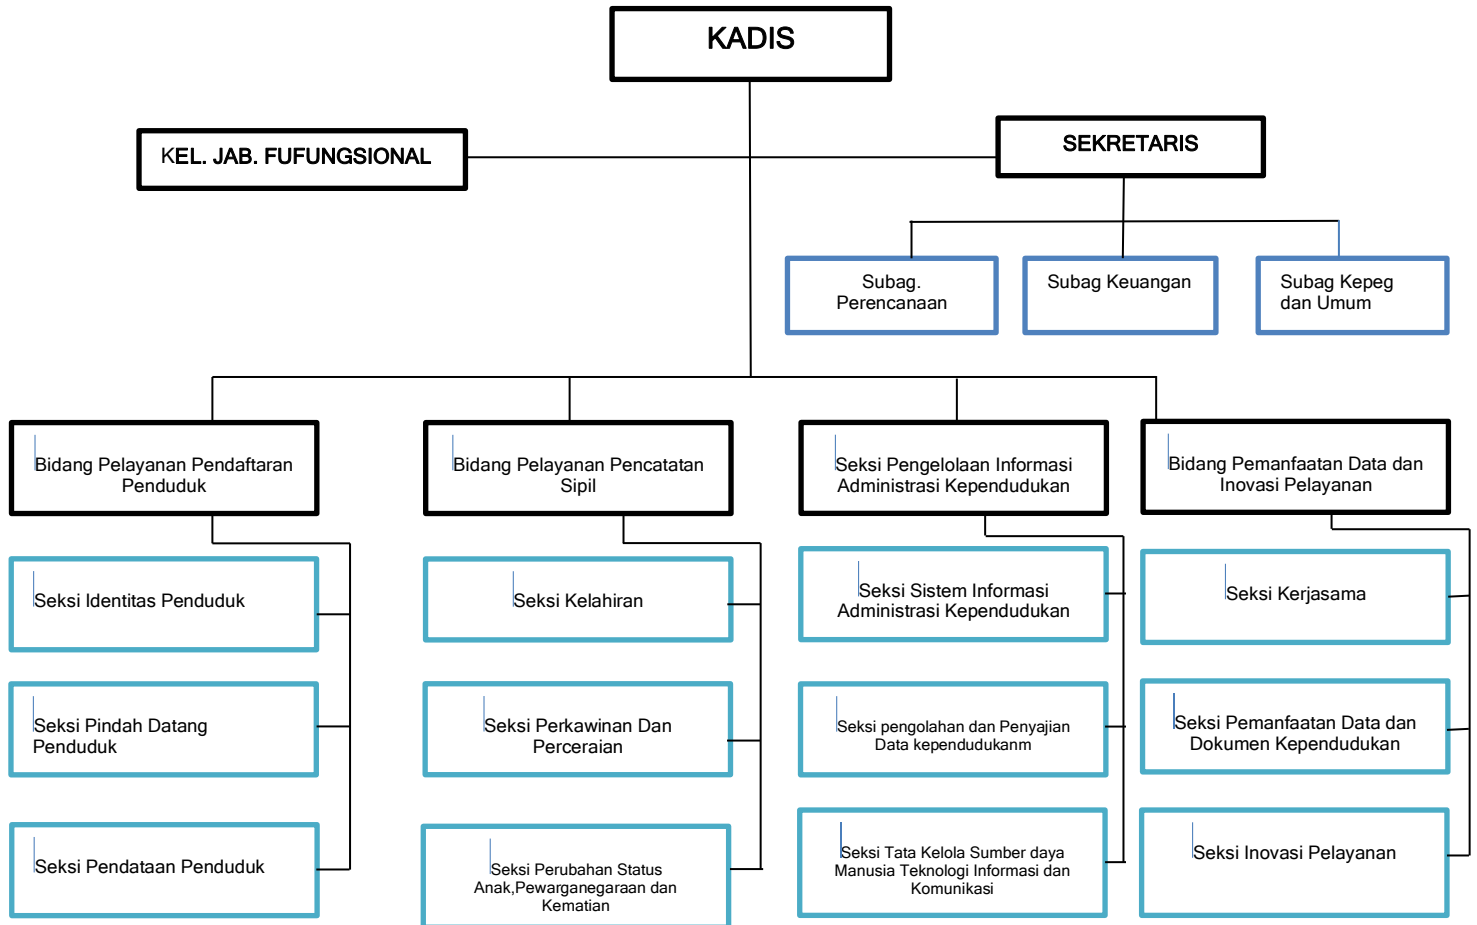 KADIS
KEL. JAB. FUFUNGSIONAL
SEKRETARIS
Subag.
Perencanaan
Subag Keuangan
Subag Kepeg
dan Umum
Bidang Pelayanan Pendaftaran
Penduduk
Bidang Pelayanan Pencatatan
Sipil
Seksi Pengelolaan Informasi
Administrasi Kependudukan
Bidang Pemanfaatan Data dan
Inovasi Pelayanan
Seksi Identitas Penduduk
Seksi Kelahiran
Seksi Sistem Informasi
Administrasi Kependudukan
Seksi Kerjasama
Seksi Pindah Datang
Penduduk
Seksi Perkawinan Dan
Perceraian
Seksi pengolahan dan Penyajian
Data kependudukanm
Seksi Pemanfaatan Data dan
Dokumen Kependudukan
Seksi Pendataan Penduduk
Seksi Perubahan Status
Anak,Pewarganegaraan dan
Kematian
Seksi Tata Kelola Sumber daya
Manusia Teknologi Informasi dan
Komunikasi
Seksi Inovasi Pelayanan